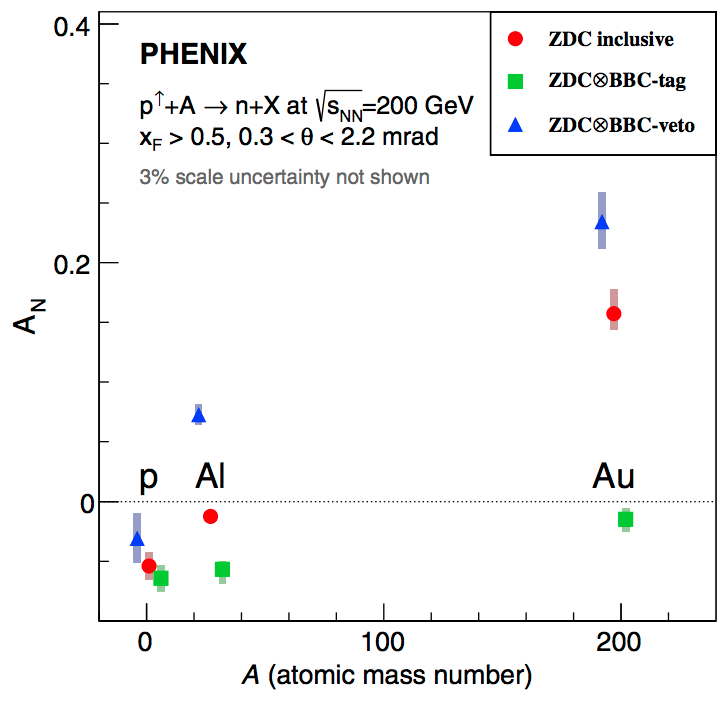 0.4
PHENIX
p↑+A → n+X at √sNN=200 GeV
xF > 0.5, 0.3 < θ < 2.2 mrad
3% scale uncertainty not shown
ZDC inclusive
ZDC⊗BBC-tag
ZDC⊗BBC-veto
0.2
AN
p Al Au
0
0 100 200
A (atomic mass number)